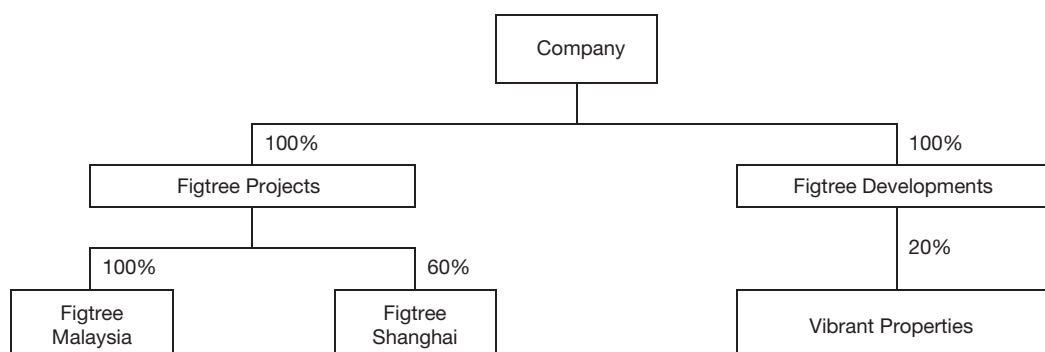 Company
100%
100%
Figtree Projects
Figtree Developments
100%
60%
20%
Figtree
Malaysia
Figtree
Shanghai
Vibrant Properties